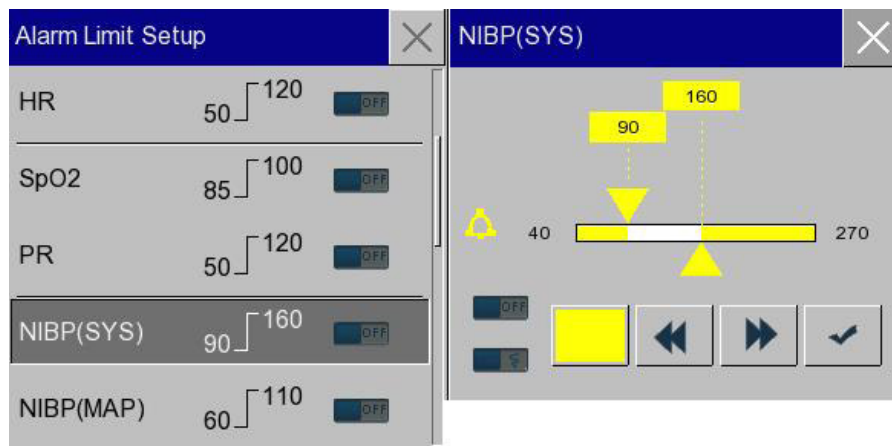 Alarm Limit Setup
HR 50 120 OFF
SpO2 85 100 OFF
PR 50 120 OFF
NIBP(SYS) 90 160 OFF
NIBP(MAP) 60 110 OFF
NIBP(SYS)
160
90
40 270
OFF